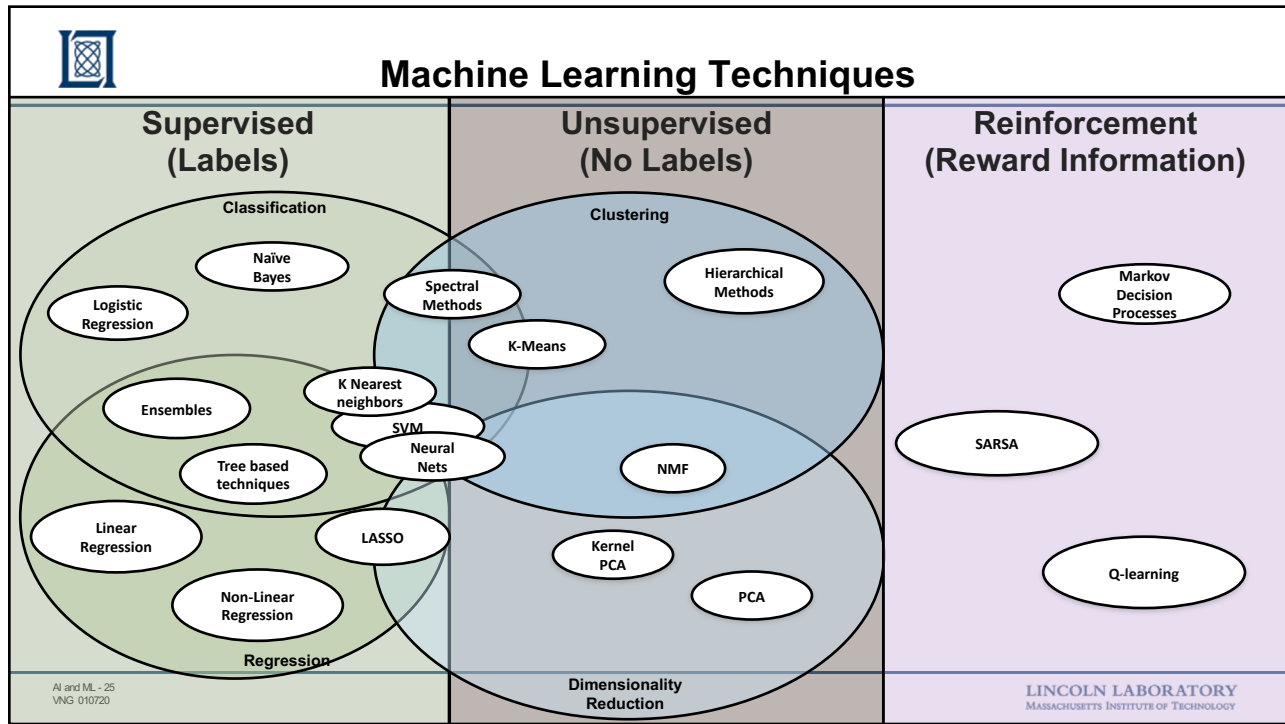 Machine Learning Techniques
Supervised
(Labels)
Unsupervised
(No Labels)
Reinforcement
(Reward Information)
Classification
Clustering
Naïve
Bayes
Logistic
Regression
Spectral
Methods
Hierarchical
Methods
K-Means
Markov
Decision
Processes
K Nearest
neighbors
Ensembles
SVM
Neural
Nets
Tree based
techniques
NMF
SARSA
Linear
Regression
LASSO
Kernel
PCA
Non-Linear
Regression
PCA
Q-learning
Regression
Dimensionality
Reduction
AI and ML - 25
VNG 010720
LINCOLN LABORATORY
MASSACHUSETTS INSTITUTE OF TECHNOLOGY